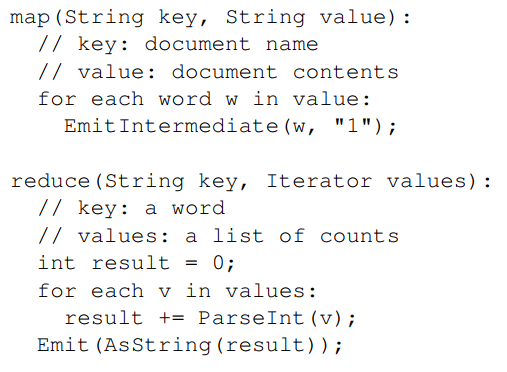 map(String key, String value):
// key: document name
// value: document contents
for each word w in value:
EmitIntermediate(w, "1");
reduce(String key, Iterator values):
// key: a word
// values: a list of counts
int result = 0;
for each v in values:
result += ParseInt(v);
Emit(AsString(result));